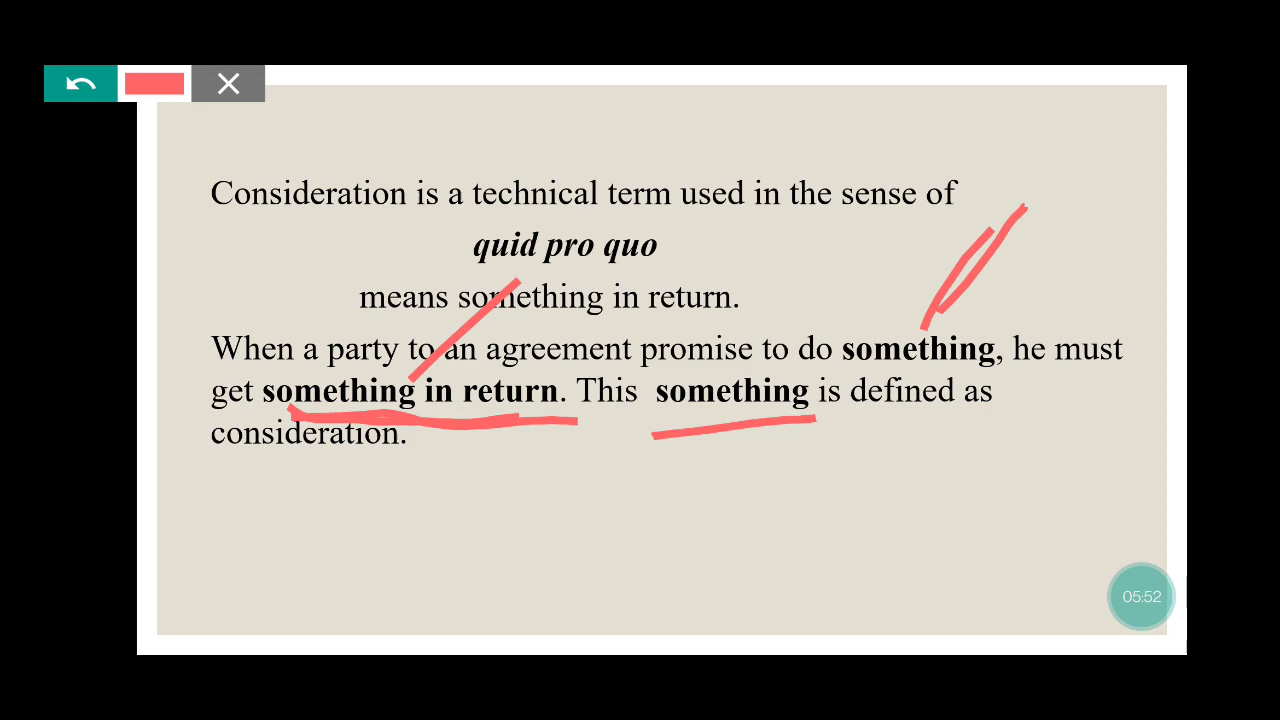 Consideration is a technical term used in the sense of
quid pro quo
means something in return.
When a party to an agreement promise to do something, he must
get something in return. This something is defined as
consideration.
05:52